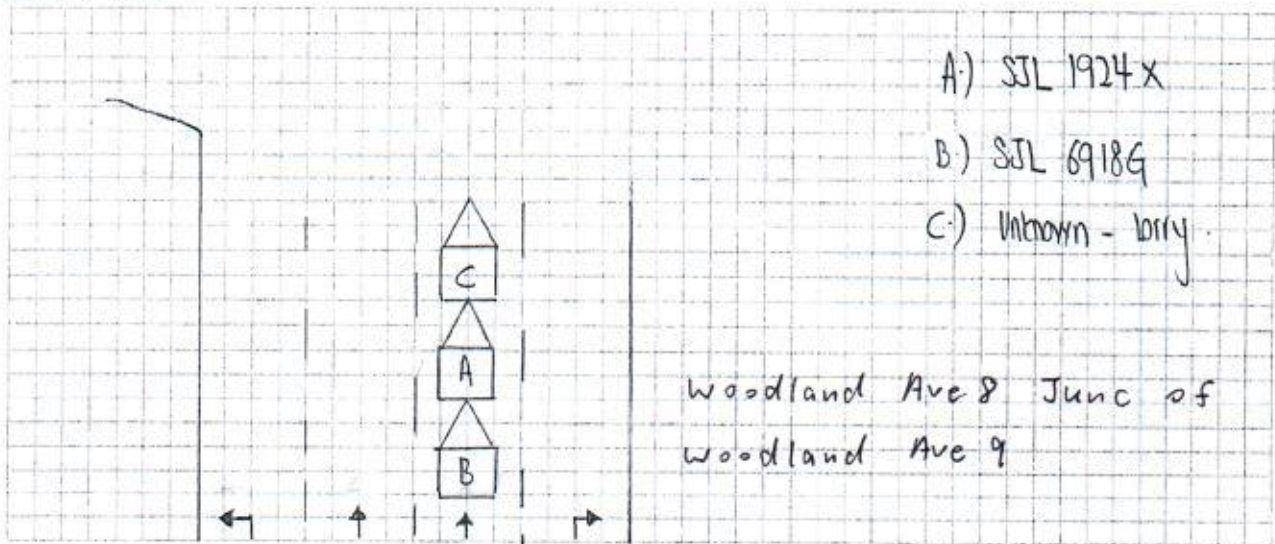 A.) SJL 1924 X
B.) SJL 6918G
C.) Unknown - lorry.
C
A
B
Woodland Ave 8 Junc of
Woodland Ave 9